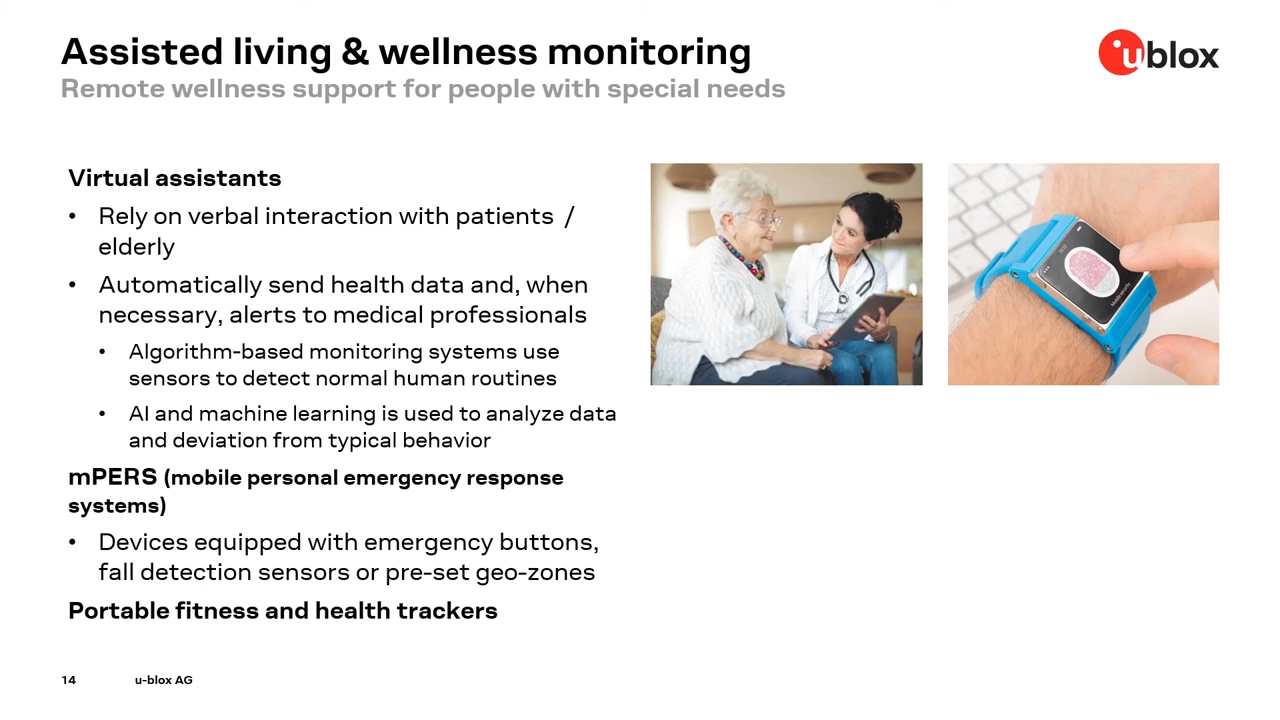 Assisted living & wellness monitoring
Remote wellness support for people with special needs
ublox
Virtual assistants
• Rely on verbal interaction with patients /
elderly
• Automatically send health data and, when
necessary, alerts to medical professionals
• Algorithm-based monitoring systems use
sensors to detect normal human routines
• AI and machine learning is used to analyze data
and deviation from typical behavior
mPERS (mobile personal emergency response
systems)
• Devices equipped with emergency buttons,
fall detection sensors or pre-set geo-zones
Portable fitness and health trackers
Mobile security
14 u-blox AG